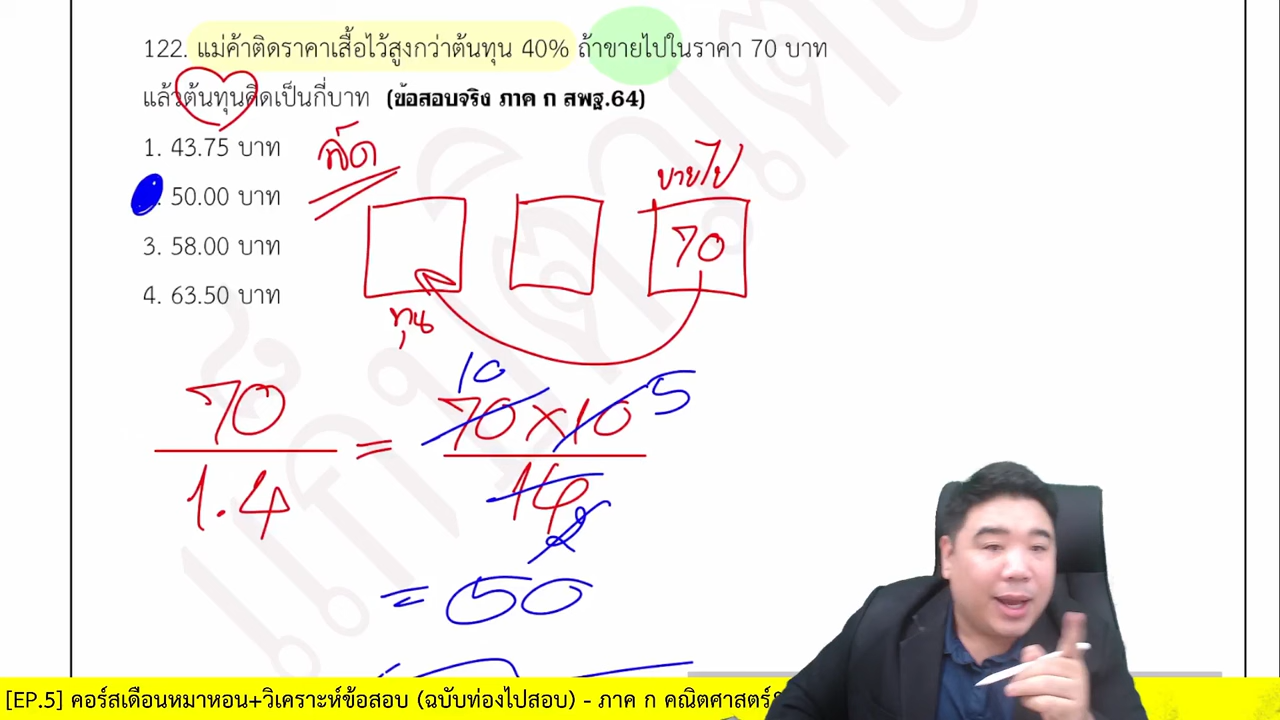 122. แม่ค้าติดราคาเสื้อไว้สูงกว่าต้นทุน 40% ถ้าขายไปในราคา 70 บาท
แล้วต้นทุนคิดเป็นกี่บาท (ข้อสอบจริง ภาค ก สพฐ.64)
1. 43.75 บาท
50.00 บาท
3. 58.00 บาท
4. 63.50 บาท
ลัด
ขายไป
70
ทุน
10
70 = 70×10 5
1.4 14
2
= 50
[EP.5] คอร์สเดือนหมาหอน+วิเคราะห์ข้อสอบ (ฉบับท่องไปสอบ) - ภาค ก คณิตศาสตร์